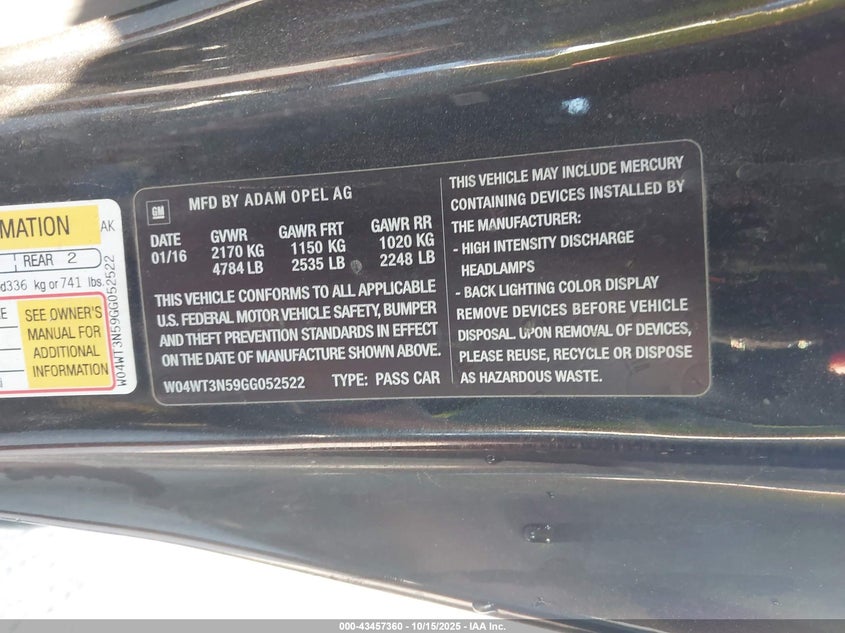 MATION
AK
REAR 2
d336 kg or 741 lbs.
SEE OWNER'S
MANUAL FOR
ADDITIONAL
INFORMATION
W04WT3N59GG052522
GM
MFD BY ADAM OPEL AG
DATE GVWR GAWR FRT GAWR RR
01/16 2170 KG 1150 KG 1020 KG
4784 LB 2535 LB 2248 LB
THIS VEHICLE CONFORMS TO ALL APPLICABLE
U.S. FEDERAL MOTOR VEHICLE SAFETY, BUMPER
AND THEFT PREVENTION STANDARDS IN EFFECT
ON THE DATE OF MANUFACTURE SHOWN ABOVE.
W04WT3N59GG052522 TYPE: PASS CAR
THIS VEHICLE MAY INCLUDE MERCURY
CONTAINING DEVICES INSTALLED BY
THE MANUFACTURER:
- HIGH INTENSITY DISCHARGE
HEADLAMPS
- BACK LIGHTING COLOR DISPLAY
REMOVE DEVICES BEFORE VEHICLE
DISPOSAL. UPON REMOVAL OF DEVICES,
PLEASE REUSE, RECYCLE OR DISPOSE
AS HAZARDOUS WASTE.
000-43457360 - 10/15/2025 - IAA Inc.